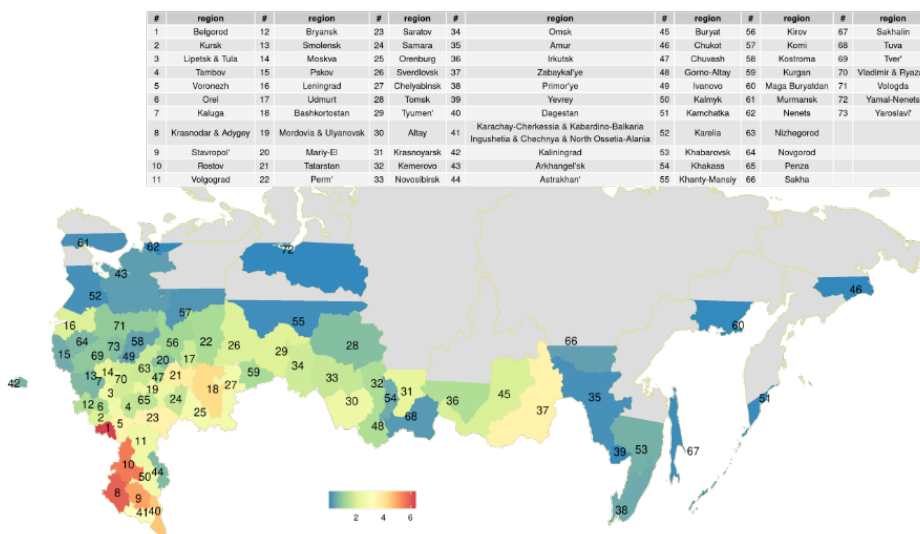 # region # region # region # region # region # region # region
1 Belgorod 12 Bryansk 23 Saratov 34 Omsk 45 Buryat 56 Kirov 67 Sakhalin
2 Kursk 13 Smolensk 24 Samara 35 Amur 46 Chukot 57 Komi 68 Tuva
3 Lipetsk & Tula 14 Moskva 25 Orenburg 36 Irkutsk 47 Chuvash 58 Kostroma 69 Tver'
4 Tambov 15 Pskov 26 Sverdlovsk 37 Zabaykal'ye 48 Gorno-Altay 59 Kurgan 70 Vladimir & Ryaza
5 Voronezh 16 Leningrad 27 Chelyabinsk 38 Primor'ye 49 Ivanovo 60 Maga Buryatdan 71 Vologda
6 Orel 17 Udmurt 28 Tomsk 39 Yevrey 50 Kalmyk 61 Murmansk 72 Yamal-Nenets
7 Kaluga 18 Bashkortostan 29 Tyumen' 40 Dagestan 51 Kamchatka 62 Nenets 73 Yaroslavl'
8 Krasnodar & Adygey 19 Mordovia & Ulyanovsk 30 Altay 41 Karachay-Cherkessia & Kabardino-Balkaria 52 Karelia 63 Nizhegorod
Ingushetia & Chechnya & North Ossetia-Alania
9 Stavropol' 20 Mariy-El 31 Krasnoyarsk 42 Kaliningrad 53 Khabarovsk 64 Novgorod
10 Rostov 21 Tatarstan 32 Kemerovo 43 Arkhangel'sk 54 Khakass 65 Penza
11 Volgograd 22 Perm' 33 Novosibirsk 44 Astrakhan' 55 Khanty-Mansiy 66 Sakha
61 62 72
43
52 57 55 46
16 71 60
64 73 58 56 22 26 66
15 69 49 20 17 29 28
42 13 7 14 70 63 47 21 18 27 59 34 33 32 31 36 45 35 51
12 6 3 4 65 19 24 25 30 54 68 37
2 1 5 23 48
11 39 53 67
10 50 44
8 9 38
41 40
2 4 6